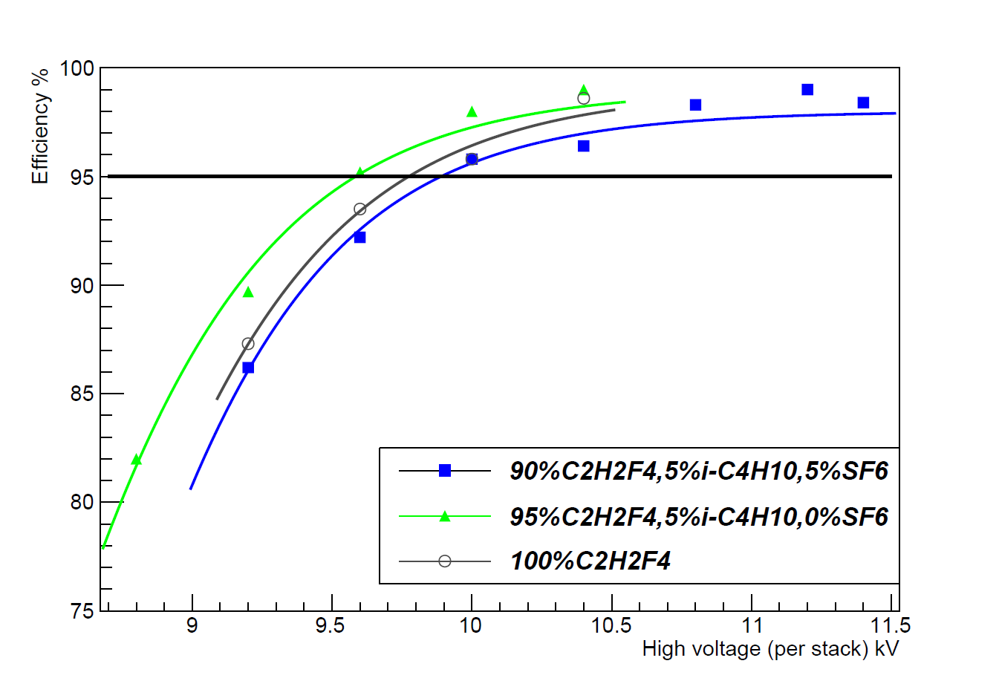 Efficiency %
100
95
90
85
80
75
90%C2H2F4,5%i-C4H10,5%SF6
95%C2H2F4,5%i-C4H10,0%SF6
100%C2H2F4
9 9.5 10 10.5 11 11.5
High voltage (per stack) kV